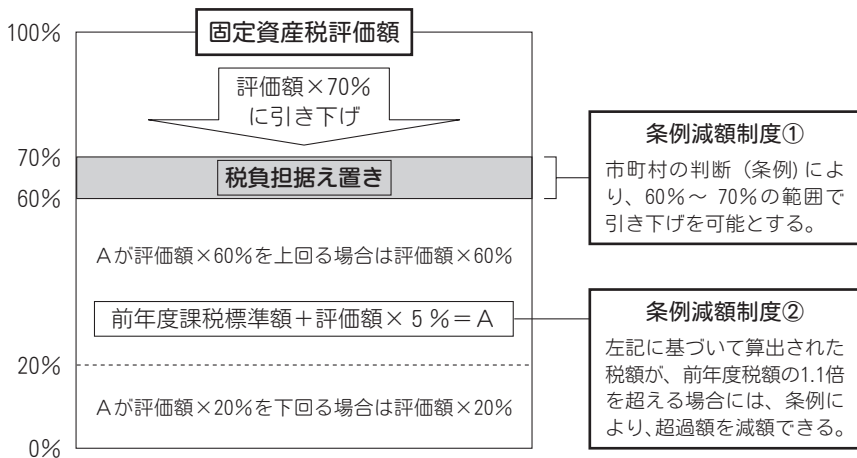 100%
固定資産税評価額
評価額×70%
に引き下げ
70%
税負担据え置き
60%
Aが評価額×60%を上回る場合は評価額×60%
前年度課税標準額+評価額×5%=A
20%
Aが評価額×20%を下回る場合は評価額×20%
0%
条例減額制度①
市町村の判断(条例)によ
り、60%~70%の範囲で
引き下げを可能とする。
条例減額制度②
左記に基づいて算出された
税額が、前年度税額の1.1倍
を超える場合には、条例に
より、超過額を減額できる。